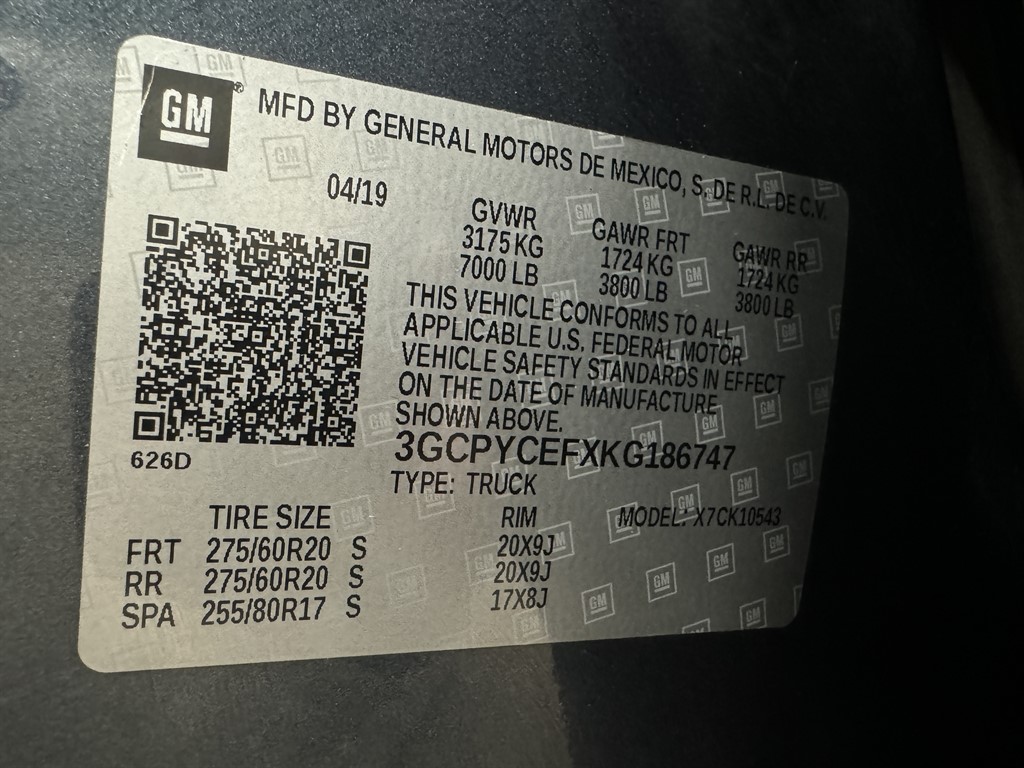 GM® MFD BY GENERAL MOTORS DE MEXICO, S. DE R.L. DE C.V.
04/19
GVWR GAWR FRT GAWR RR
3175 KG 1724 KG 1724 KG
7000 LB 3800 LB 3800 LB
THIS VEHICLE CONFORMS TO ALL
APPLICABLE U.S. FEDERAL MOTOR
VEHICLE SAFETY STANDARDS IN EFFECT
ON THE DATE OF MANUFACTURE
SHOWN ABOVE.
3GCPYCEFXKG186747
626D
TYPE: TRUCK
TIRE SIZE RIM MODEL: X7CK10543
FRT 275/60R20 S 20X9J
RR 275/60R20 S 20X9J
SPA 255/80R17 S 17X8J